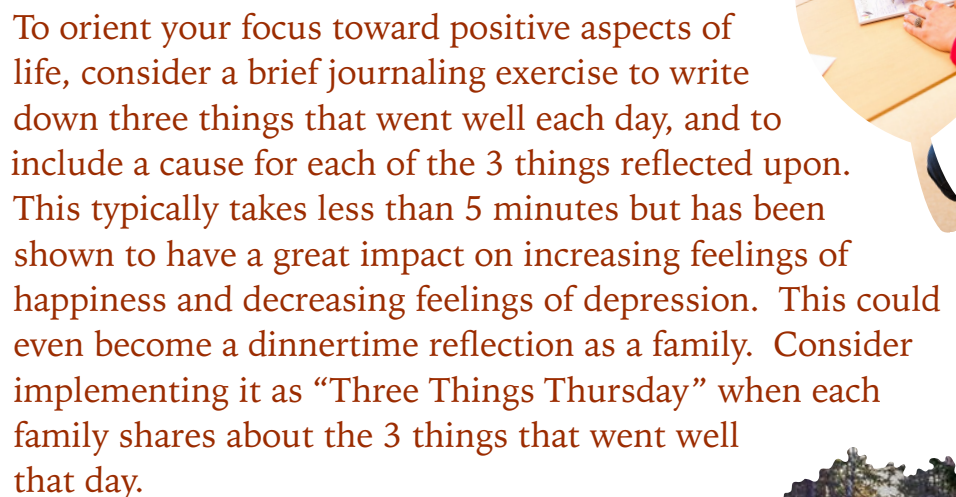 To orient your focus toward positive aspects of
life, consider a brief journaling exercise to write
down three things that went well each day, and to
include a cause for each of the 3 things reflected upon.
This typically takes less than 5 minutes but has been
shown to have a great impact on increasing feelings of
happiness and decreasing feelings of depression.  This could
even become a dinnertime reflection as a family.  Consider
implementing it as “Three Things Thursday” when each
family shares about the 3 things that went well
that day.